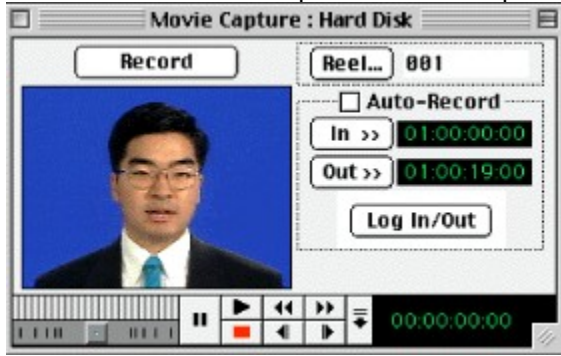 Movie Capture : Hard Disk
Record
Reel... 001
Auto-Record
In >> 01:00:00:00
Out >> 01:00:19:00
Log In/Out
00:00:00:00